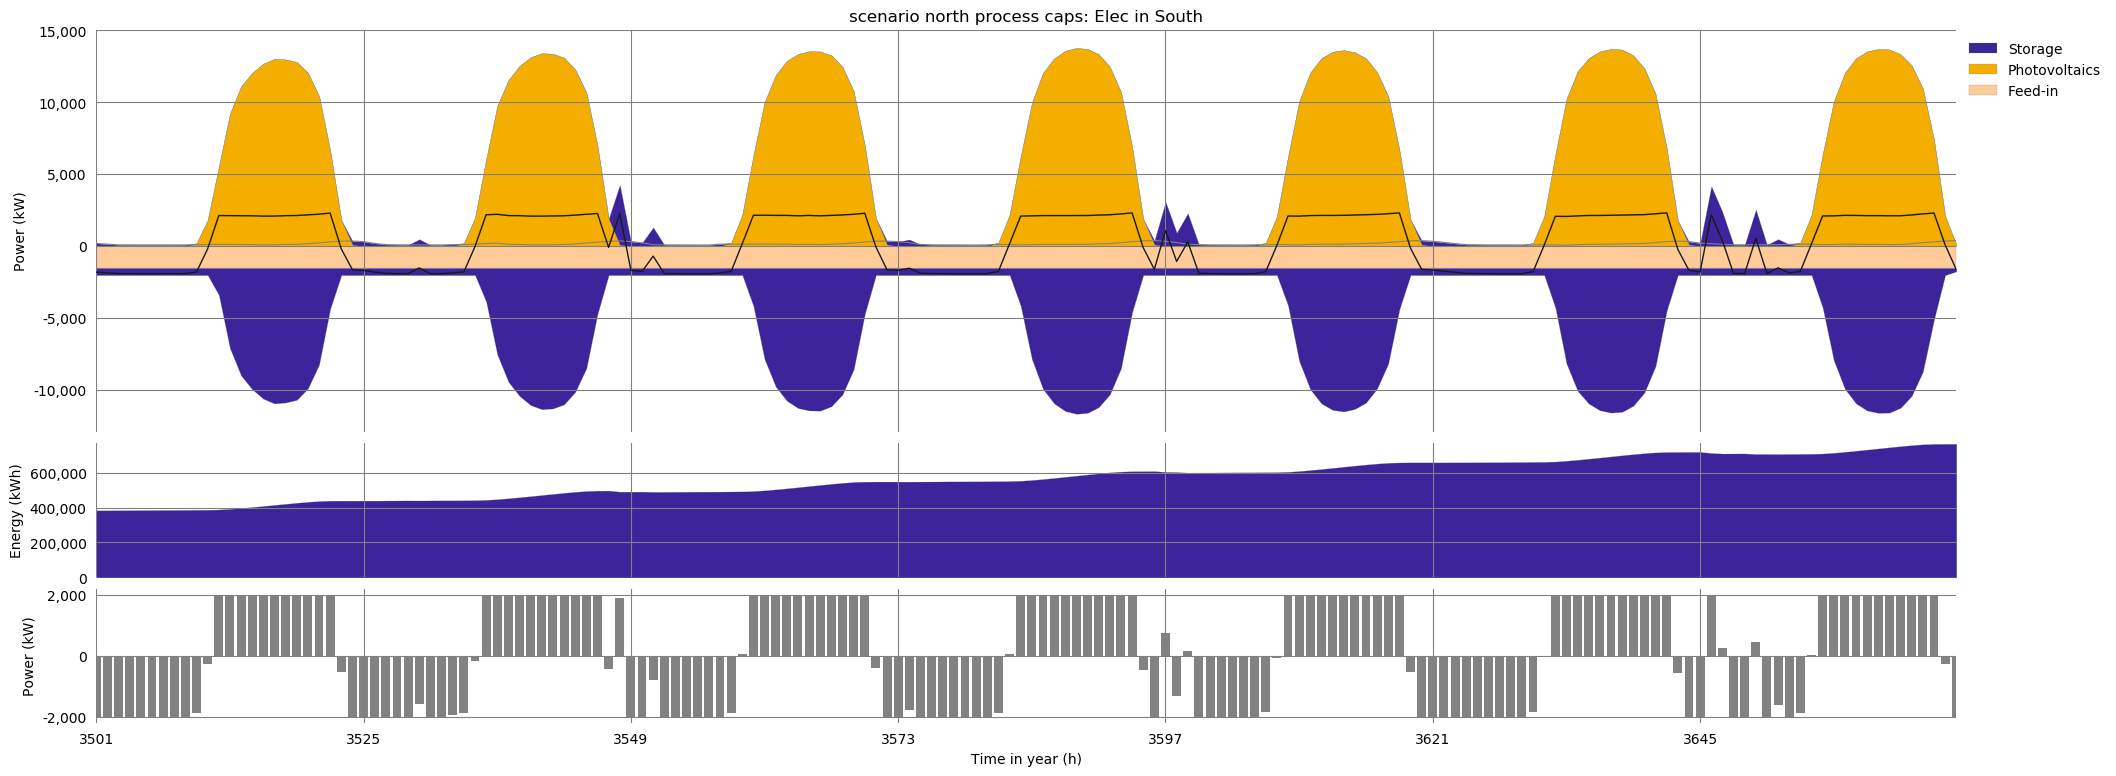 scenario north process caps: Elec in South
15,000
10,000
5,000
0
-5,000
-10,000
Power (kW)
Storage
Photovoltaics
Feed-in
600,000
400,000
200,000
0
Energy (kWh)
2,000
0
-2,000
Power (kW)
3501
3525
3549
3573
3597
3621
3645
Time in year (h)